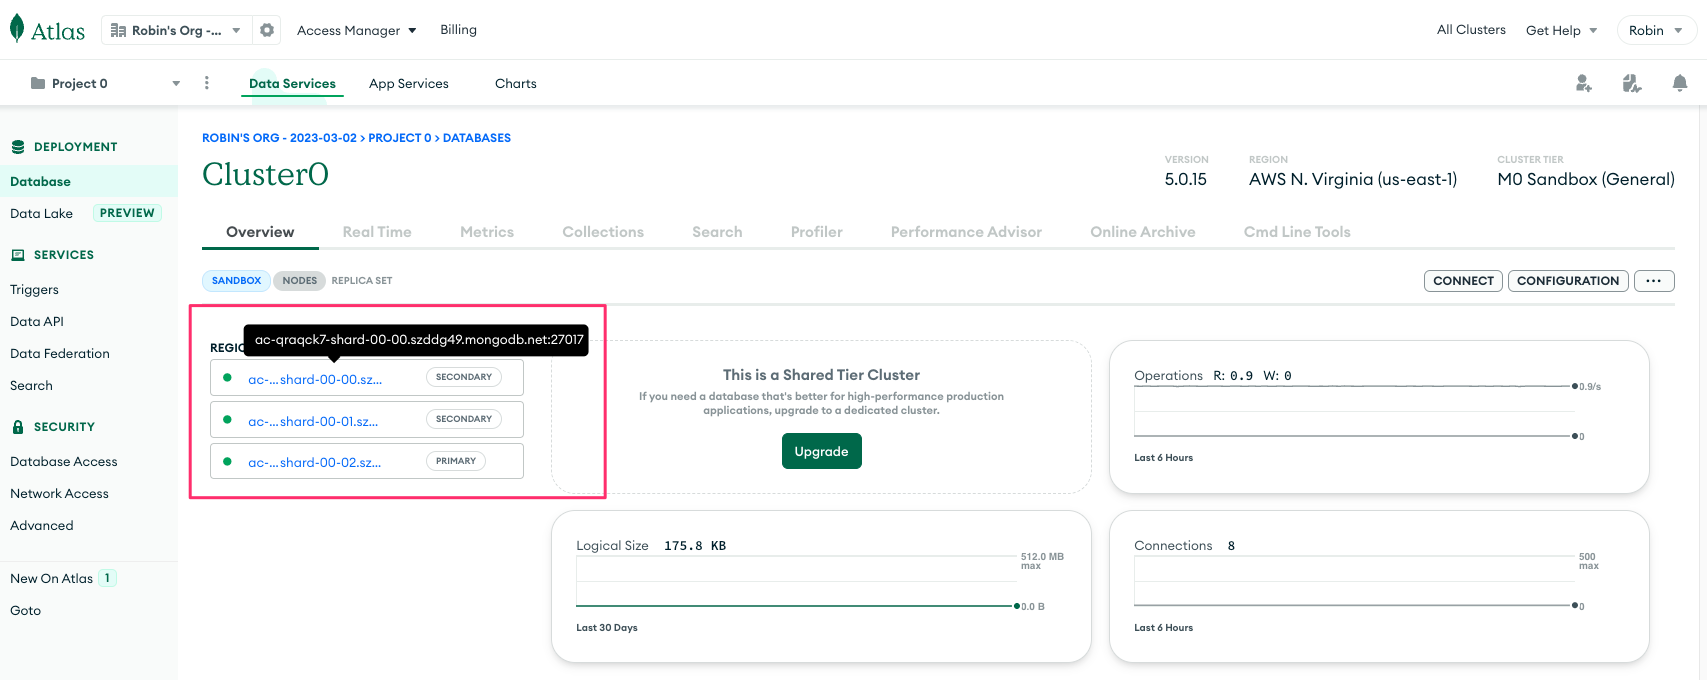 Atlas
Robin's Org -...
Access Manager
Billing
All Clusters
Get Help
Robin
Project 0
Data Services
App Services
Charts
DEPLOYMENT
Database
Data Lake PREVIEW
SERVICES
Triggers
Data API
Data Federation
Search
SECURITY
Database Access
Network Access
Advanced
New On Atlas 1
Goto
ROBIN'S ORG - 2023-03-02 > PROJECT 0 > DATABASES
Cluster0
VERSION
5.0.15
REGION
AWS N. Virginia (us-east-1)
CLUSTER TIER
M0 Sandbox (General)
Overview
Real Time
Metrics
Collections
Search
Profiler
Performance Advisor
Online Archive
Cmd Line Tools
SANDBOX NODES REPLICA SET
CONNECT
CONFIGURATION
...
ac-qraqck7-shard-00-00.szddg49.mongodb.net:27017
ac-...shard-00-00.sz... SECONDARY
ac-...shard-00-01.sz... SECONDARY
ac-...shard-00-02.sz... PRIMARY
This is a Shared Tier Cluster
If you need a database that's better for high-performance production
applications, upgrade to a dedicated cluster.
Upgrade
Operations R: 0.9 W: 0
0.9/s
0
Last 6 Hours
Logical Size 175.8 KB
512.0 MB
max
0.0 B
Last 30 Days
Connections 8
500
max
0
Last 6 Hours